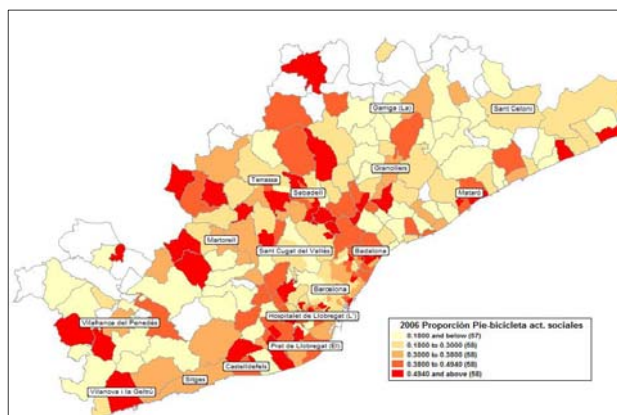 Garriga (La)
Sant Celoni
Granollers
Terrassa
Sabadell
Mataró
Martorell
Sant Cugat del Vallès
Badalona
Barcelona
Vilafranca del Penedès
Hospitalet de Llobregat (L')
Prat de Llobregat (El)
Castelldefels
Sitges
Vilanova i la Geltrú
2006 Proporción Pie-bicicleta act. sociales
0.1800 and below (57)
0.1800 to 0.3000 (58)
0.3000 to 0.3800 (58)
0.3800 to 0.4940 (58)
0.4940 and above (58)